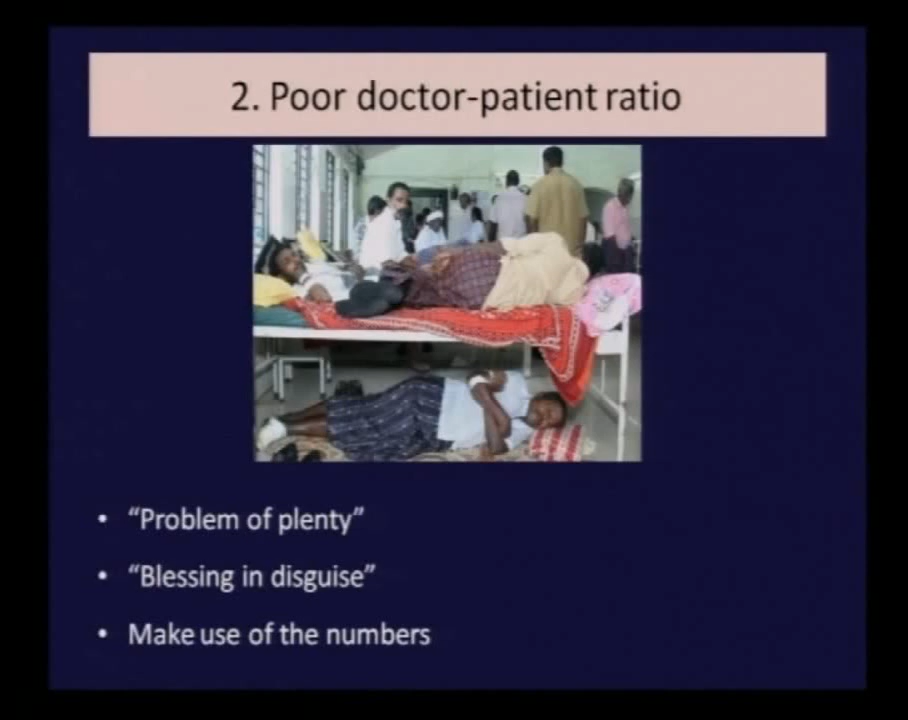 2. Poor doctor-patient ratio
• “Problem of plenty”
• “Blessing in disguise”
• Make use of the numbers